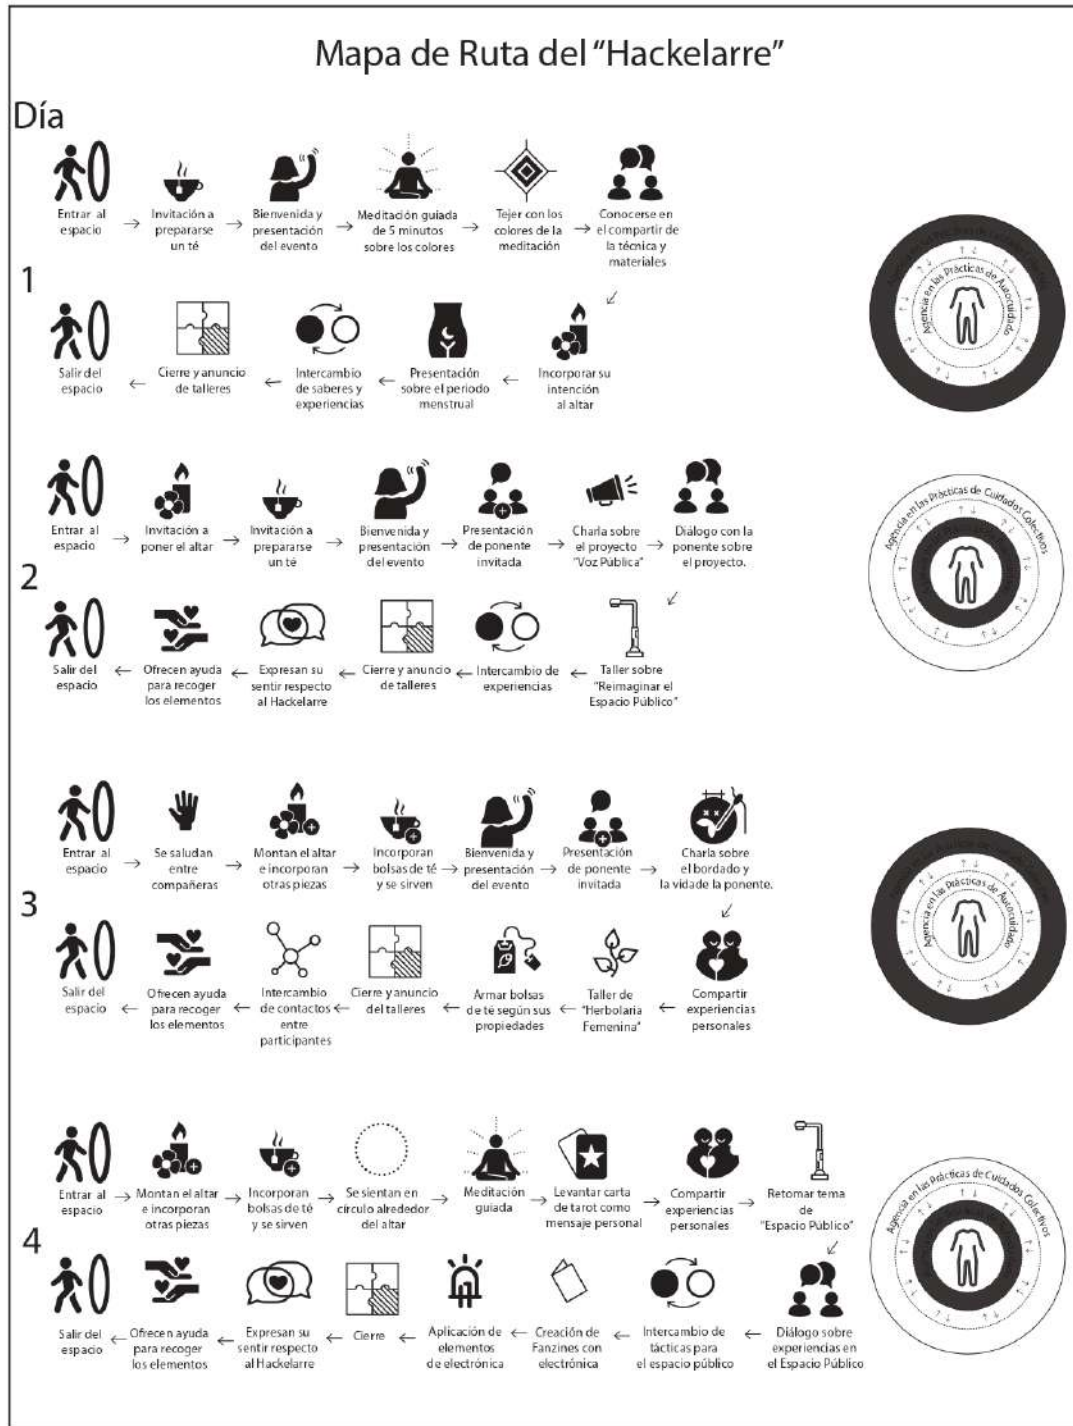 Mapa de Ruta del "Hackelarre"
Día
1
Entrar al
espacio
Invitación a
prepararse
un té
Bienvenida y
presentación
del evento
Meditación guiada
de 5 minutos
sobre los colores
Tejer con los
colores de la
meditación
Conocerse en
el compartir de
la técnica y
materiales
Incorporar su
intención
al altar
Presentación
sobre el periodo
menstrual
Intercambio
de saberes y
experiencias
Cierre y anuncio
de talleres
Salir del
espacio
Agencia en las Prácticas de Autocuidado
2
Entrar al
espacio
Invitación a
poner el altar
Invitación a
prepararse
un té
Bienvenida y
presentación
del evento
Presentación
de ponente
invitada
Charla sobre
el proyecto
"Voz Pública"
Diálogo con la
ponente sobre
el proyecto.
Taller sobre
"Reimaginar el
Espacio Público"
Intercambio de
experiencias
Cierre y anuncio
de talleres
Expresan su
sentir respecto
al Hackelarre
Ofrecen ayuda
para recoger
los elementos
Salir del
espacio
Agencia en las Prácticas de Cuidados Colectivos
3
Entrar al
espacio
Se saludan
entre
compañeras
Montan el altar
e incorporan
otras piezas
Incorporan
bolsas de té
y se sirven
Bienvenida y
presentación
del evento
Presentación
de ponente
invitada
Charla sobre
el bordado y
la vida de la ponente.
Compartir
experiencias
personales
Taller de
"Herbolaria
Femenina"
Armar bolsas
de té según sus
propiedades
Cierre y anuncio
del talleres
Intercambio
de contactos
entre
participantes
Ofrecen ayuda
para recoger
los elementos
Salir del
espacio
Agencia en las Prácticas de Autocuidado
4
Entrar al
espacio
Montan el altar
e incorporan
otras piezas
Incorporan
bolsas de té
y se sirven
Se sientan en
círculo alrededor
del altar
Meditación
guiada
Levantar carta
de tarot como
mensaje personal
Compartir
experiencias
personales
Retomar tema
de
"Espacio Público"
Diálogo sobre
experiencias en
el Espacio Público
Intercambio de
tácticas para
el espacio público
Creación de
Fanzines con
electrónica
Aplicación de
elementos
de electrónica
Cierre
Expresan su
sentir respecto
al Hackelarre
Ofrecen ayuda
para recoger
los elementos
Salir del
espacio
Agencia en las Prácticas de Cuidados Colectivos